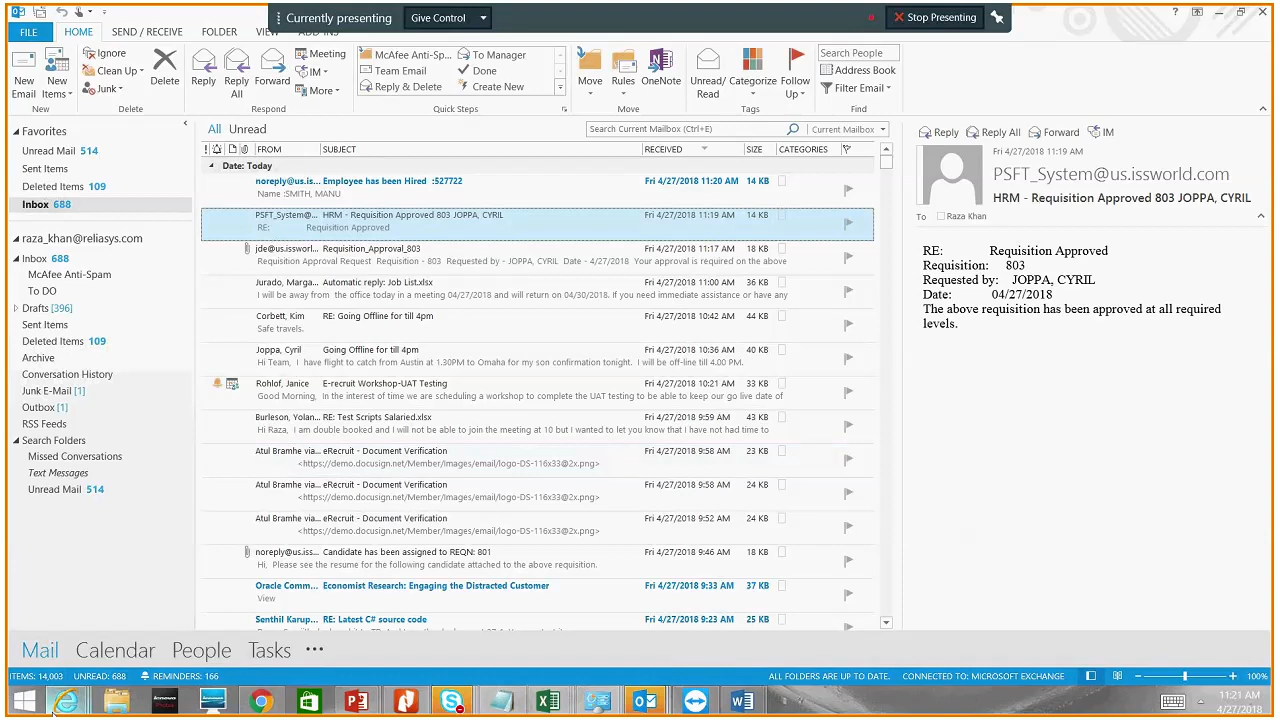 Currently presenting Give Control Stop Presenting
FILE HOME SEND / RECEIVE FOLDER
?
New Email
New Items
Ignore
Clean Up
Junk
Delete
Reply
Reply All
Forward
Meeting
IM
More
McAfee Anti-Sp...
Team Email
Reply & Delete
To Manager
Done
Create New
Move
Rules
OneNote
Unread/ Read
Categorize
Follow Up
Search People
Address Book
Filter Email
New Delete Respond Quick Steps Move Tags Find
Favorites
Unread Mail 514
Sent Items
Deleted Items 109
Inbox 688
raza_khan@reliasys.com
Inbox 688
McAfee Anti-Spam
To DO
Drafts [396]
Sent Items
Deleted Items 109
Archive
Conversation History
Junk E-Mail [1]
Outbox [1]
RSS Feeds
Search Folders
Missed Conversations
Text Messages
Unread Mail 514
All Unread
Search Current Mailbox (Ctrl+E) Current Mailbox
! FROM SUBJECT RECEIVED SIZE CATEGORIES
Date: Today
noreply@us.is... Employee has been Hired :527722 Fri 4/27/2018 11:20 AM 14 KB
Name :SMITH, MANU
PSFT_System@... HRM - Requisition Approved 803 JOPPA, CYRIL Fri 4/27/2018 11:19 AM 14 KB
RE: Requisition Approved
jde@us.issworl... Requisition_Approval_803 Fri 4/27/2018 11:17 AM 18 KB
Requisition Approval Request Requisition - 803 Requested by - JOPPA, CYRIL Date - 4/27/2018 Your approval is required on the above
Jurado, Marga... Automatic reply: Job List.xlsx Fri 4/27/2018 11:00 AM 36 KB
I will be away from the office today in a meeting 04/27/2018 and will return on 04/30/2018. If you need immediate assistance or have any
Corbett, Kim RE: Going Offline for till 4pm Fri 4/27/2018 10:42 AM 44 KB
Safe travels.
Joppa, Cyril Going Offline for till 4pm Fri 4/27/2018 10:36 AM 40 KB
Hi Team, I have flight to catch from Austin at 1.30PM to Omaha for my son confirmation tonight. I will be off-line till 4.00 PM.
Rohlof, Janice E-recruit Workshop-UAT Testing Fri 4/27/2018 10:21 AM 33 KB
Good Morning, In the interest of time we are scheduling a workshop to complete the UAT testing to be able to keep our go live date of
Burleson, Yolan... RE: Test Scripts Salaried.xlsx Fri 4/27/2018 9:59 AM 43 KB
Hi Raza, I am double booked and I will not be able to join the meeting at 10 but I wanted to let you know that I have not had time to
Atul Bramhe via... eRecruit - Document Verification Fri 4/27/2018 9:58 AM 23 KB
<https://demo.docusign.net/Member/Images/email/logo-DS-116x33@2x.png>
Atul Bramhe via... eRecruit - Document Verification Fri 4/27/2018 9:58 AM 24 KB
<https://demo.docusign.net/Member/Images/email/logo-DS-116x33@2x.png>
Atul Bramhe via... eRecruit - Document Verification Fri 4/27/2018 9:52 AM 24 KB
<https://demo.docusign.net/Member/Images/email/logo-DS-116x33@2x.png>
noreply@us.iss... Candidate has been assigned to REQN: 801 Fri 4/27/2018 9:46 AM 18 KB
Hi, Please see the resume for the following candidate attached to the above requisition.
Oracle Comm... Economist Research: Engaging the Distracted Customer Fri 4/27/2018 9:33 AM 37 KB
View
Senthil Karup... RE: Latest C# source code Fri 4/27/2018 9:23 AM 25 KB
Reply Reply All Forward IM
Fri 4/27/2018 11:19 AM
PSFT_System@us.issworld.com
HRM - Requisition Approved 803 JOPPA, CYRIL
To Raza Khan
RE: Requisition Approved
Requisition: 803
Requested by: JOPPA, CYRIL
Date: 04/27/2018
The above requisition has been approved at all required
levels.
Mail Calendar People Tasks ...
ITEMS: 14,003 UNREAD: 688 REMINDERS: 166 ALL FOLDERS ARE UP TO DATE. CONNECTED TO: MICROSOFT EXCHANGE 100%
11:21 AM
4/27/2018